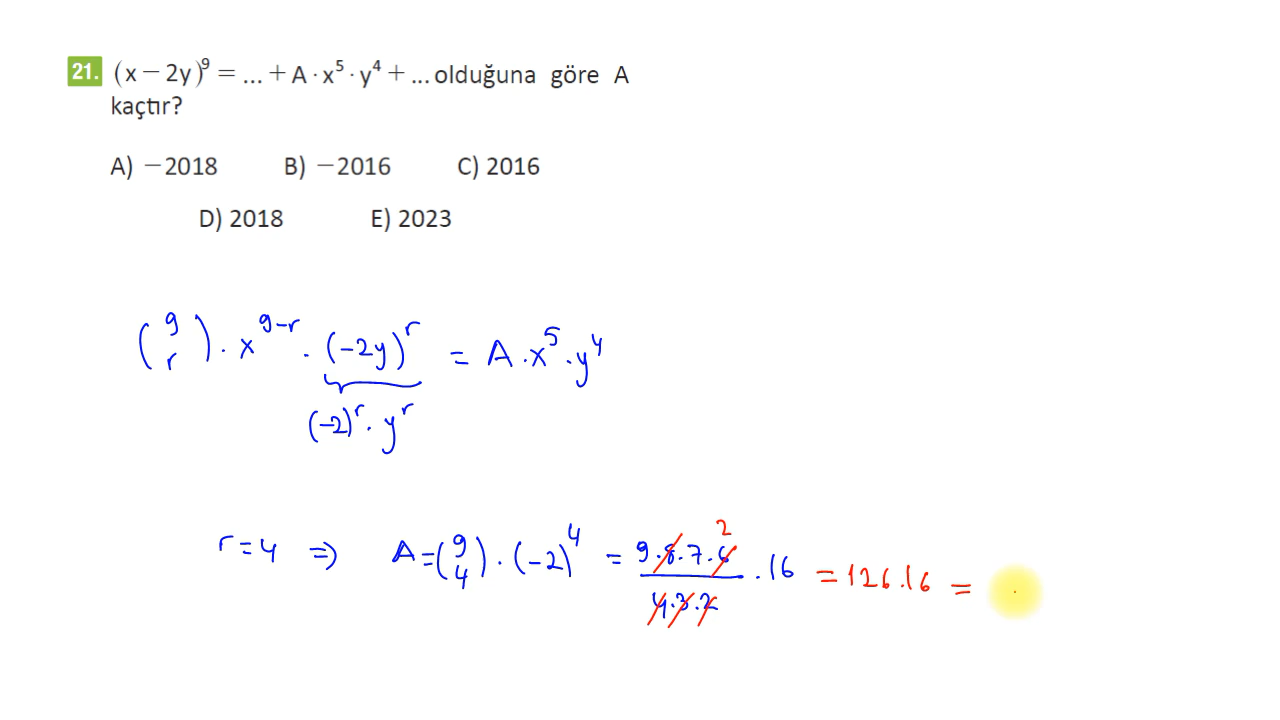 21. (x − 2y)⁹ = ... + A · x⁵ · y⁴ + ... olduğuna göre A
kaçtır?
A) −2018 B) −2016 C) 2016
D) 2018 E) 2023
(9 r) · x^(9−r) · (−2y)^r = A · x⁵ · y⁴
(−2)^r · y^r
r = 4 ⇒ A = (9 4) · (−2)⁴ = 9·8·7·6 2 / 4·3·2 · 16 = 126 · 16 =